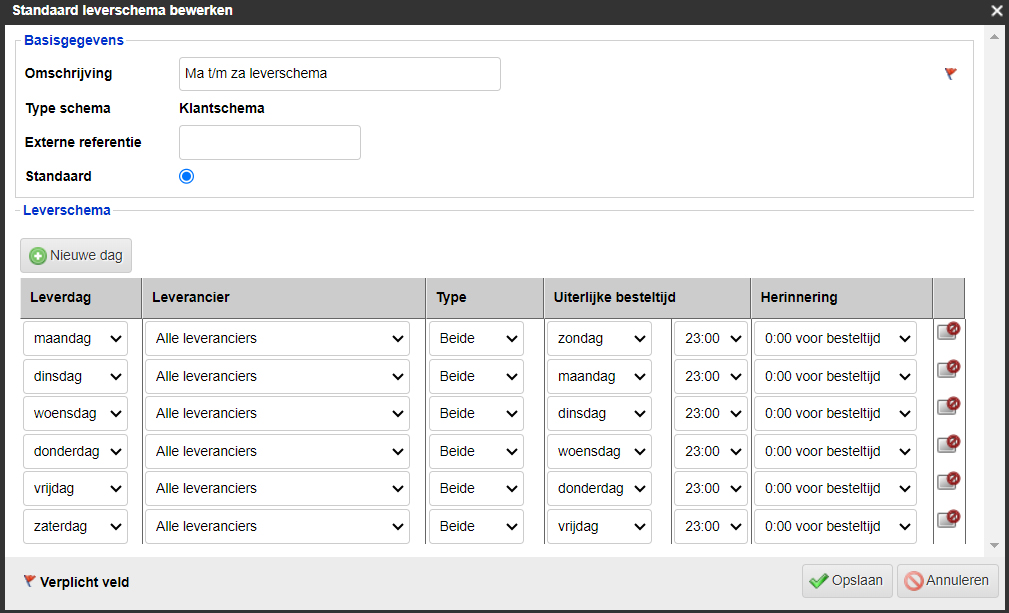 Standaard leverschema bewerken
Basisgegevens
Omschrijving Ma t/m za leverschema
Type schema Klantschema
Externe referentie
Standaard
Leverschema
Nieuwe dag
Leverdag Leverancier Type Uiterlijke besteltijd Herinnering
maandag Alle leveranciers Beide zondag 23:00 0:00 voor besteltijd
dinsdag Alle leveranciers Beide maandag 23:00 0:00 voor besteltijd
woensdag Alle leveranciers Beide dinsdag 23:00 0:00 voor besteltijd
donderdag Alle leveranciers Beide woensdag 23:00 0:00 voor besteltijd
vrijdag Alle leveranciers Beide donderdag 23:00 0:00 voor besteltijd
zaterdag Alle leveranciers Beide vrijdag 23:00 0:00 voor besteltijd
Verplicht veld Opslaan Annuleren